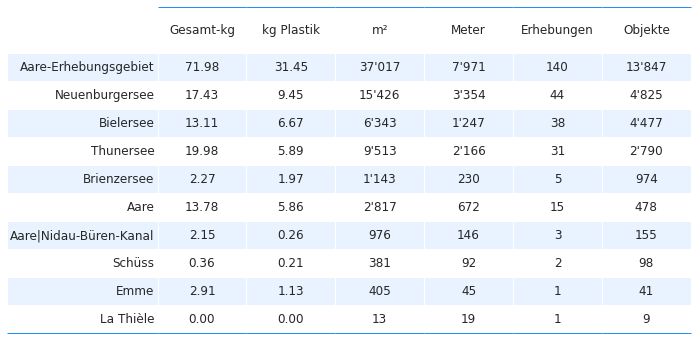 Gesamt-kg kg Plastik m² Meter Erhebungen Objekte
Aare-Erhebungsgebiet 71.98 31.45 37'017 7'971 140 13'847
Neuenburgersee 17.43 9.45 15'426 3'354 44 4'825
Bielersee 13.11 6.67 6'343 1'247 38 4'477
Thunersee 19.98 5.89 9'513 2'166 31 2'790
Brienzersee 2.27 1.97 1'143 230 5 974
Aare 13.78 5.86 2'817 672 15 478
Aare|Nidau-Büren-Kanal 2.15 0.26 976 146 3 155
Schüss 0.36 0.21 381 92 2 98
Emme 2.91 1.13 405 45 1 41
La Thièle 0.00 0.00 13 19 1 9